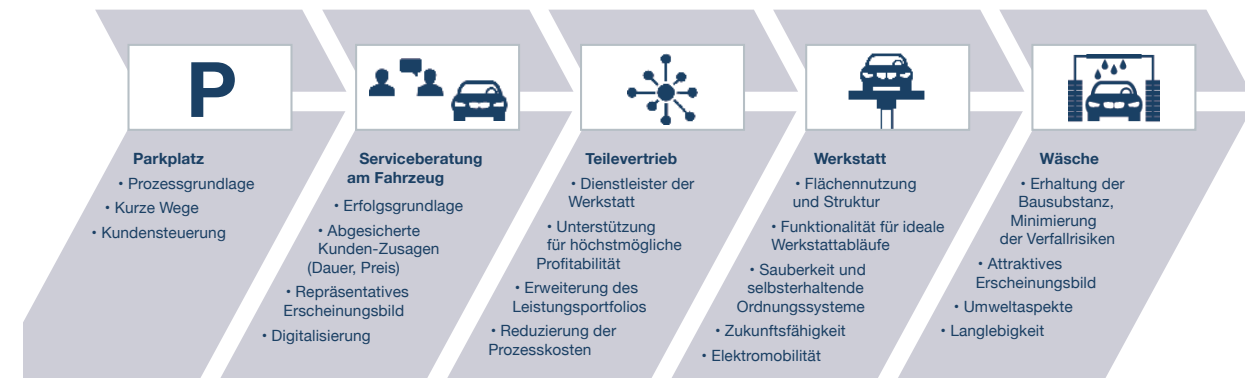 P
Parkplatz
• Prozessgrundlage
• Kurze Wege
• Kundensteuerung
Serviceberatung
am Fahrzeug
• Erfolgsgrundlage
• Abgesicherte
Kunden-Zusagen
(Dauer, Preis)
• Repräsentatives
Erscheinungsbild
• Digitalisierung
Teilevertrieb
• Dienstleister der
Werkstatt
• Unterstützung
für höchstmögliche
Profitabilität
• Erweiterung des
Leistungsportfolios
• Reduzierung der
Prozesskosten
Werkstatt
• Flächennutzung
und Struktur
• Funktionalität für ideale
Werkstattabläufe
• Sauberkeit und
selbsterhaltende
Ordnungssysteme
• Zukunftsfähigkeit
• Elektromobilität
Wäsche
• Erhaltung der
Bausubstanz,
Minimierung
der Verfallrisiken
• Attraktives
Erscheinungsbild
• Umweltaspekte
• Langlebigkeit